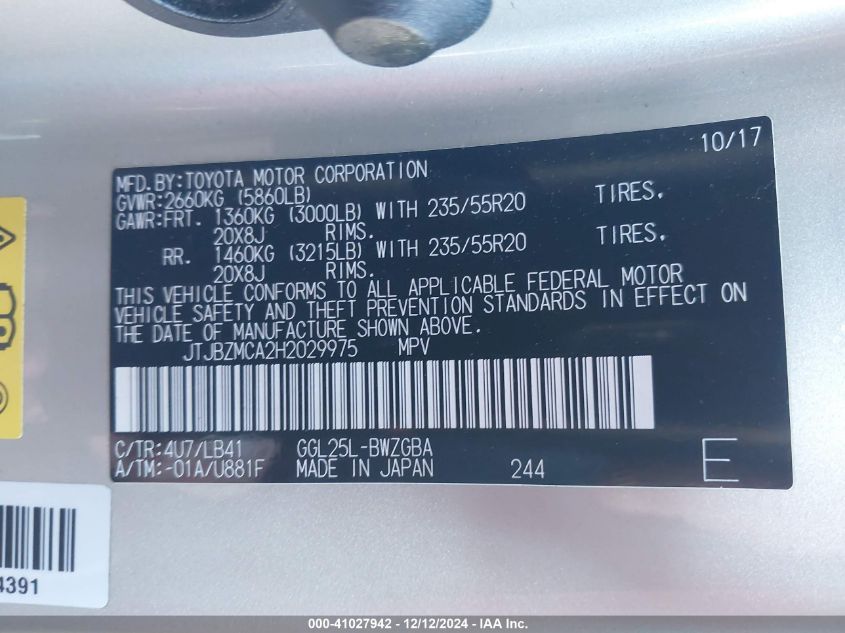 10/17
MFD.BY:TOYOTA MOTOR CORPORATION
GVWR:2660KG (5860LB)
GAWR:FRT. 1360KG (3000LB) WITH 235/55R20 TIRES.
20X8J RIMS.
RR. 1460KG (3215LB) WITH 235/55R20 TIRES.
20X8J RIMS.
THIS VEHICLE CONFORMS TO ALL APPLICABLE FEDERAL MOTOR
VEHICLE SAFETY AND THEFT PREVENTION STANDARDS IN EFFECT ON
THE DATE OF MANUFACTURE SHOWN ABOVE.
JTJBZMCA2H2029975 MPV
C/TR:4U7/LB41 GGL25L-BWZGBA
A/TM:-01A/U881F MADE IN JAPAN 244 E
4391
000-41027942 / 12/12/2024 - IAA Inc.